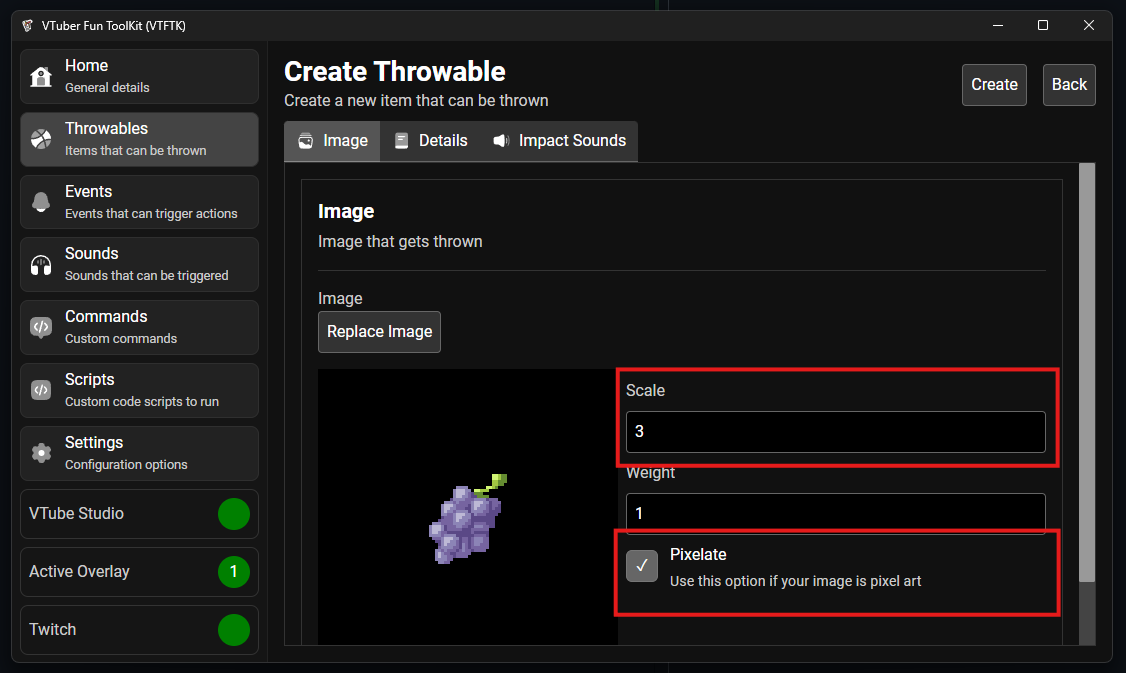 VTuber Fun ToolKit (VTFTK)
Home
General details
Throwables
Items that can be thrown
Events
Events that can trigger actions
Sounds
Sounds that can be triggered
Commands
Custom commands
Scripts
Custom code scripts to run
Settings
Configuration options
VTube Studio
Active Overlay 1
Twitch
Create Throwable
Create a new item that can be thrown
Create Back
Image Details Impact Sounds
Image
Image that gets thrown
Image
Replace Image
Scale
3
Weight
1
Pixelate
Use this option if your image is pixel art